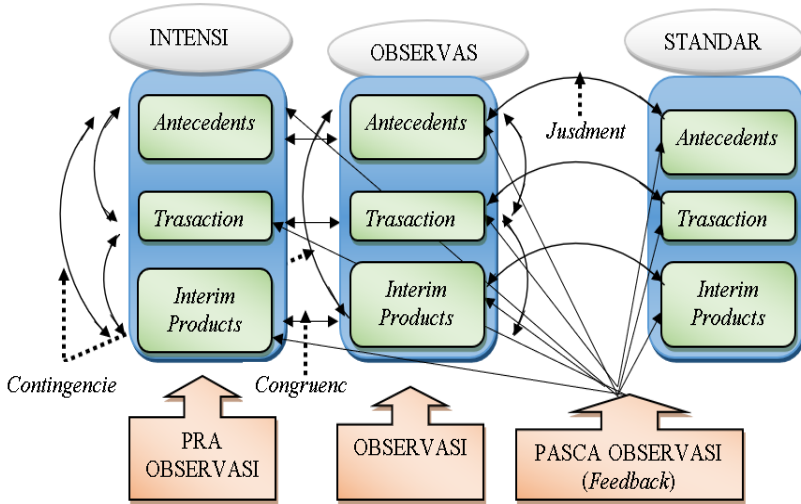 INTENSI
OBSERVAS
STANDAR
Antecedents
Trasaction
Interim
Products
Antecedents
Trasaction
Interim
Products
Jusdment
Antecedents
Trasaction
Interim
Products
Contingencie
Congruenc
PRA
OBSERVASI
OBSERVASI
PASCA OBSERVASI
(Feedback)